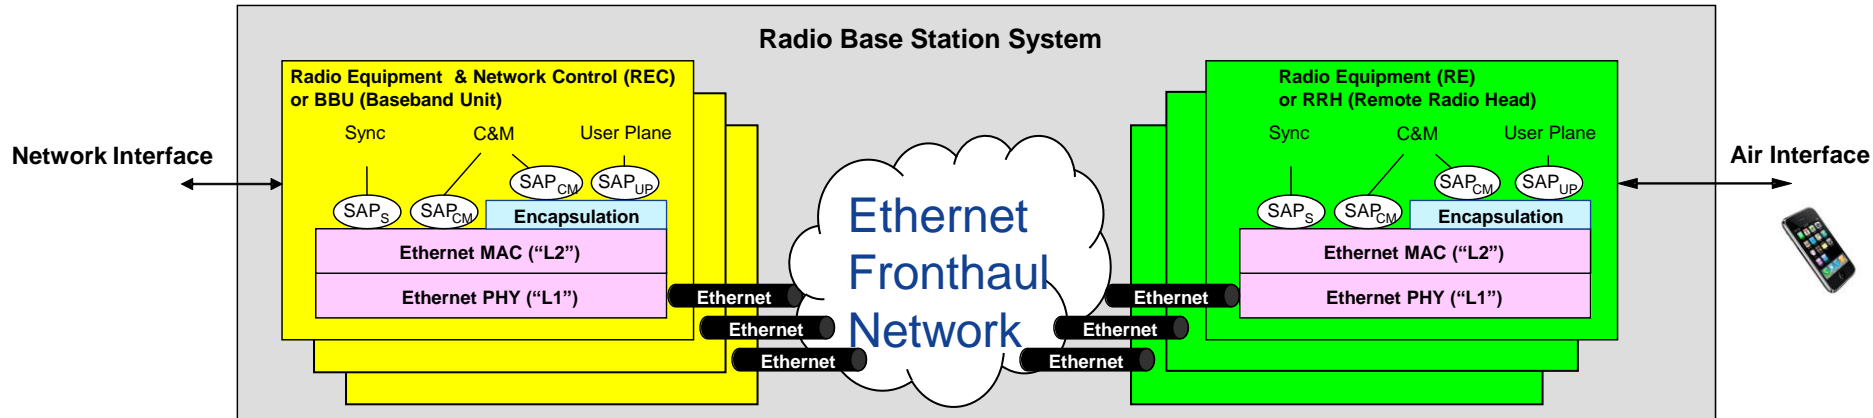 Radio Base Station System
Network Interface
Radio Equipment & Network Control (REC)
or BBU (Baseband Unit)
Sync
C&M
User Plane
SAPCM
SAPUP
SAPS
SAPCM
Encapsulation
Ethernet MAC (“L2”)
Ethernet PHY (“L1”)
Ethernet
Ethernet
Ethernet
Ethernet
Fronthaul
Network
Ethernet
Ethernet
Ethernet
Radio Equipment (RE)
or RRH (Remote Radio Head)
Sync
C&M
User Plane
SAPCM
SAPUP
SAPS
SAPCM
Encapsulation
Ethernet MAC (“L2”)
Ethernet PHY (“L1”)
Air Interface